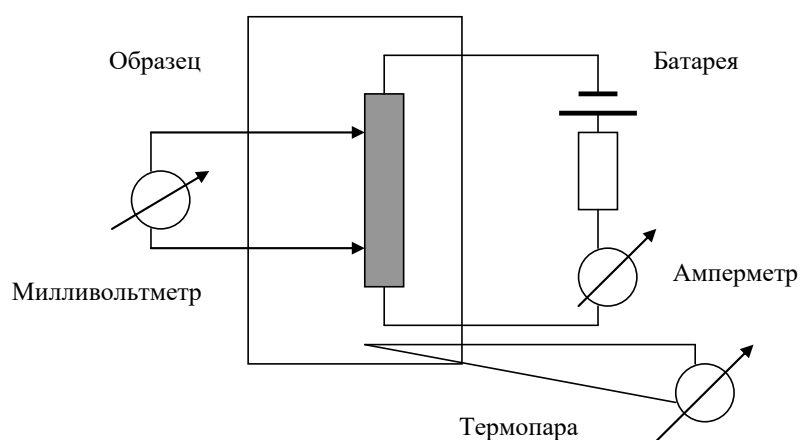 Образец
Батарея
Милливольтметр
Амперметр
Термопара